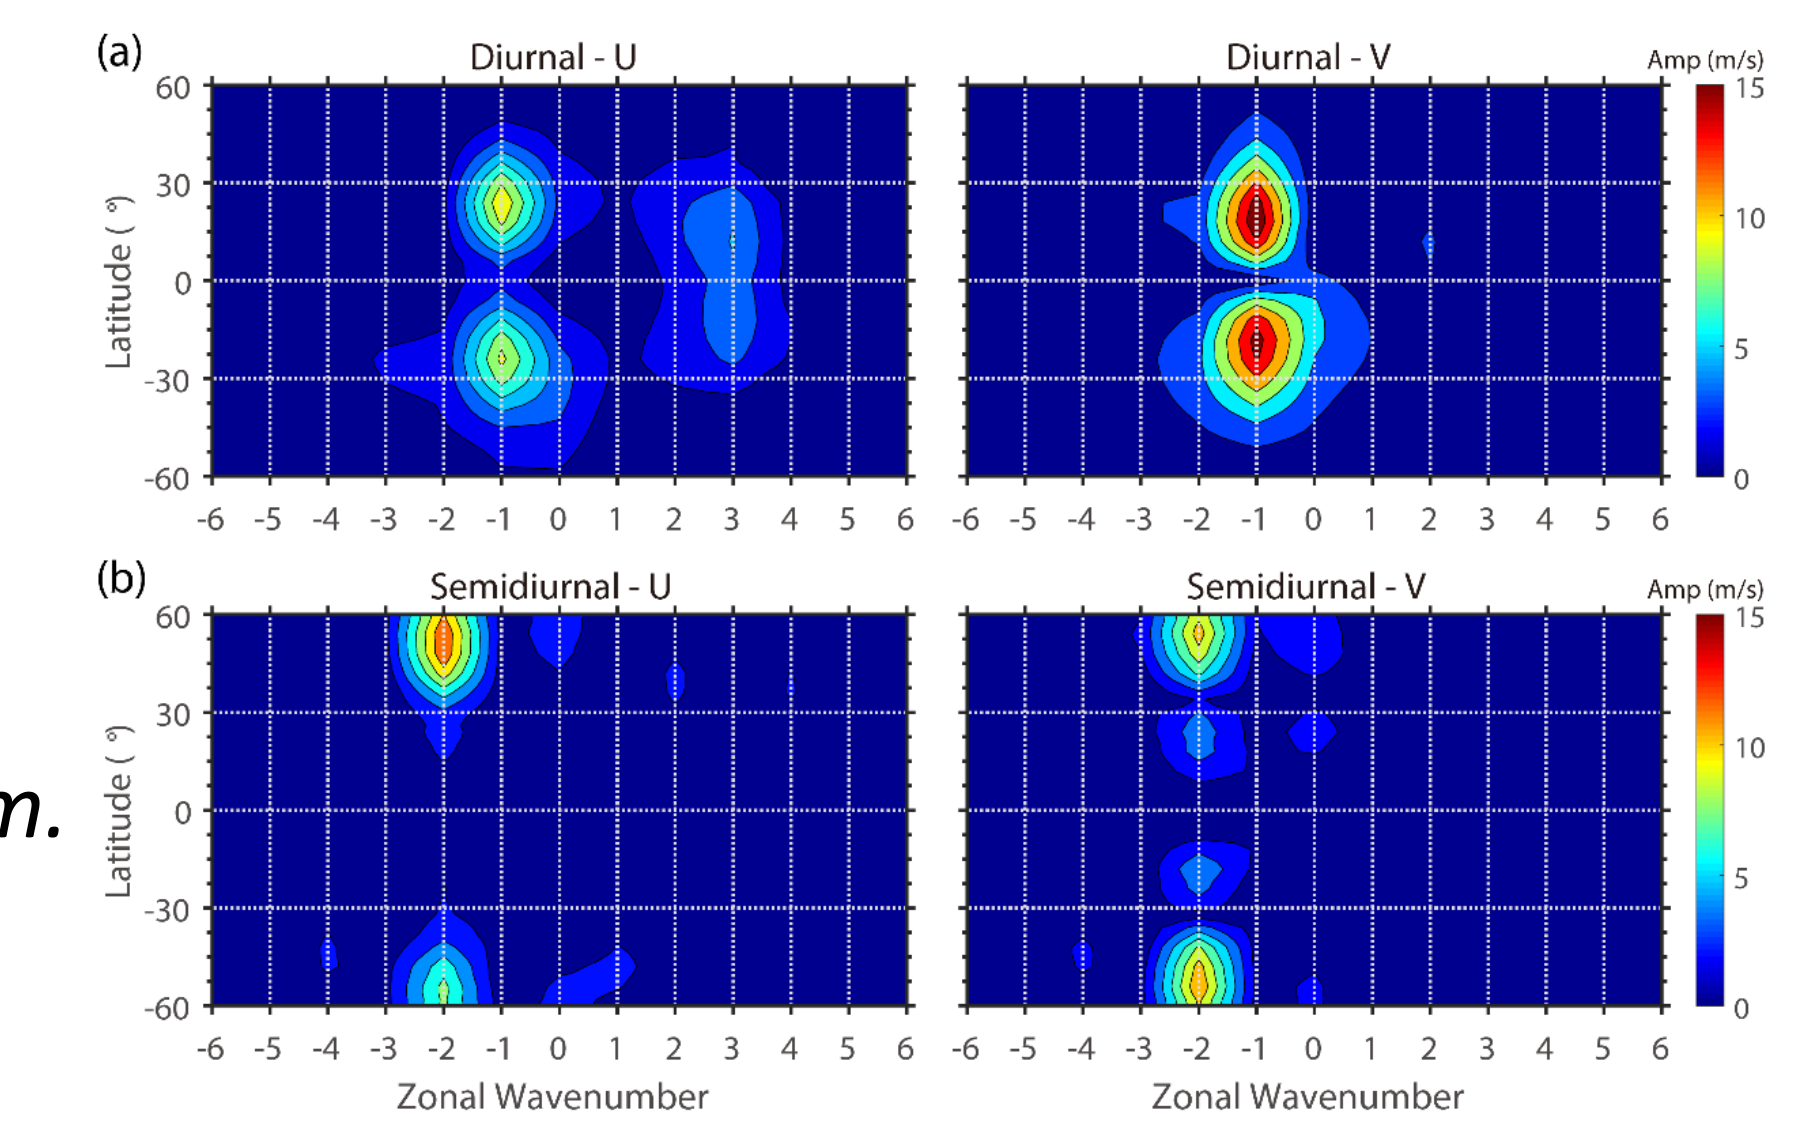 (a)
Diurnal - U
Diurnal - V
Amp (m/s)
60
30
0
-30
-60
Latitude ( °)
-6 -5 -4 -3 -2 -1 0 1 2 3 4 5 6
-6 -5 -4 -3 -2 -1 0 1 2 3 4 5 6
15
10
5
0
(b)
Semidiurnal - U
Semidiurnal - V
Amp (m/s)
60
30
0
-30
-60
Latitude ( °)
m.
-6 -5 -4 -3 -2 -1 0 1 2 3 4 5 6
-6 -5 -4 -3 -2 -1 0 1 2 3 4 5 6
15
10
5
0
Zonal Wavenumber
Zonal Wavenumber